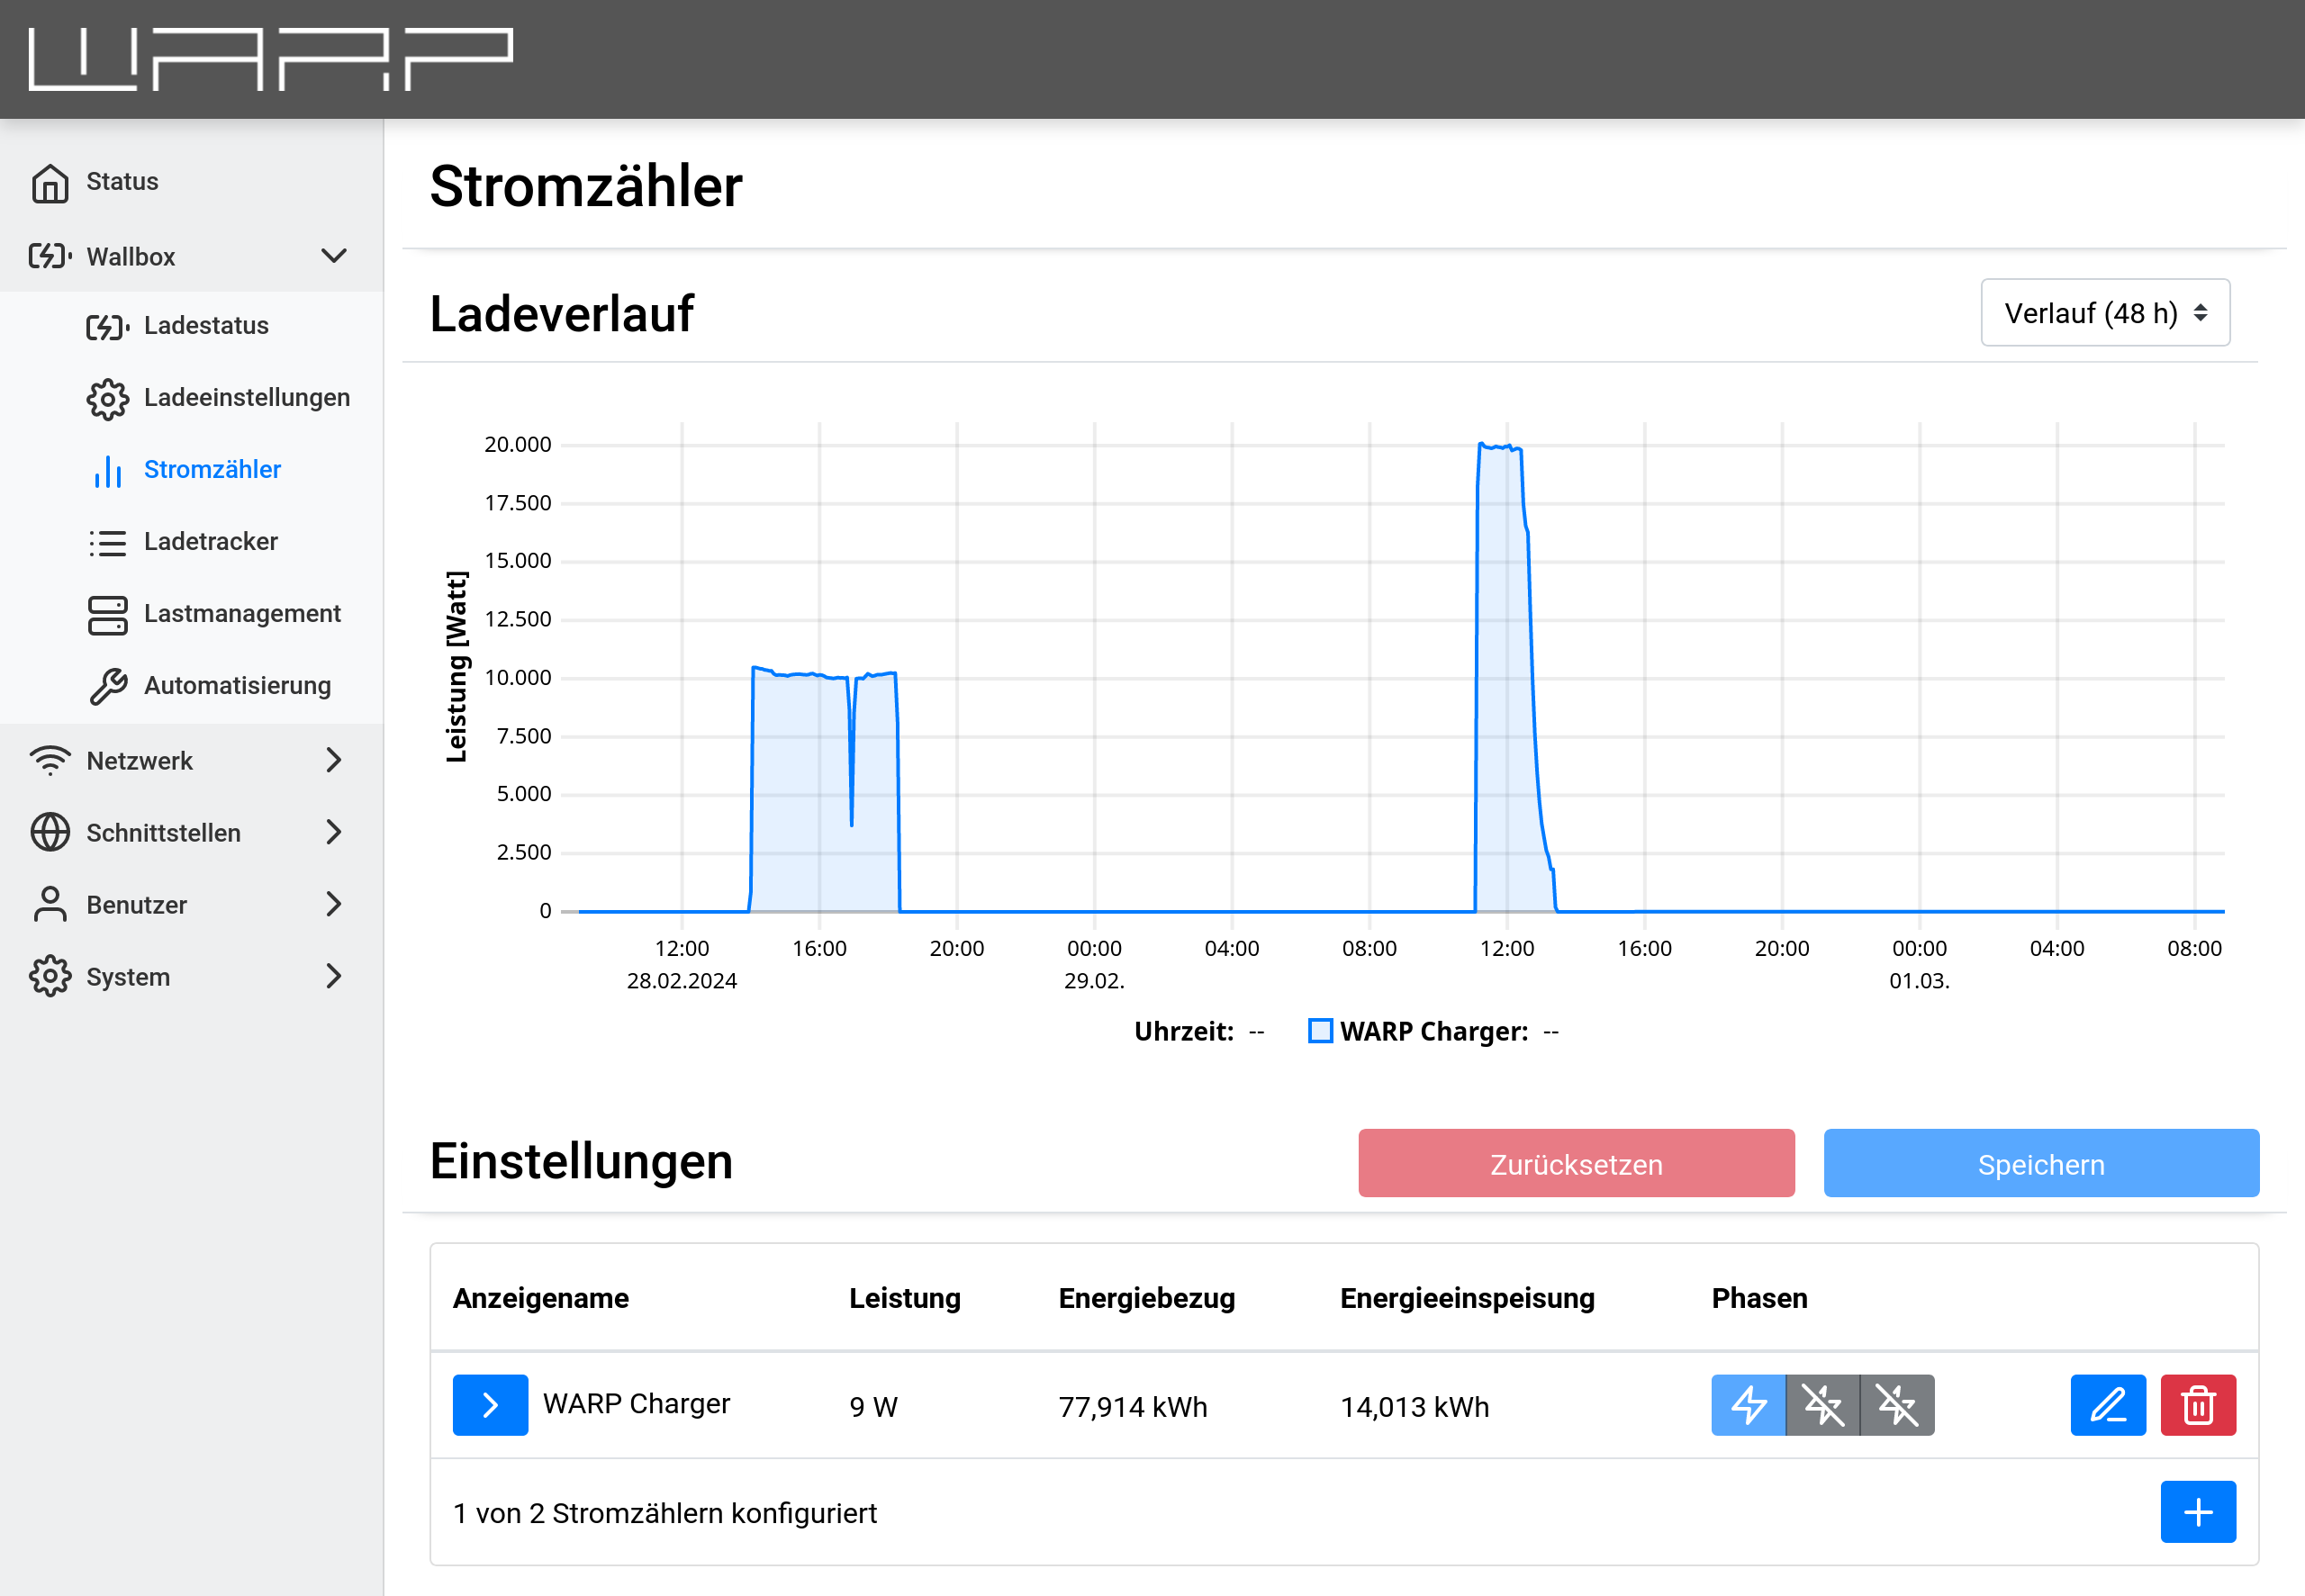 WARP
Status
Wallbox
Ladestatus
Ladeeinstellungen
Stromzähler
Ladetracker
Lastmanagement
Automatisierung
Netzwerk
Schnittstellen
Benutzer
System
Stromzähler
Ladeverlauf
Verlauf (48 h)
Leistung [Watt]
20.000
17.500
15.000
12.500
10.000
7.500
5.000
2.500
0
12:00 16:00 20:00 00:00 04:00 08:00 12:00 16:00 20:00 00:00 04:00 08:00
28.02.2024 29.02. 01.03.
Uhrzeit: -- WARP Charger: --
Einstellungen
Zurücksetzen
Speichern
Anzeigename Leistung Energiebezug Energieeinspeisung Phasen
WARP Charger 9 W 77,914 kWh 14,013 kWh
1 von 2 Stromzählern konfiguriert